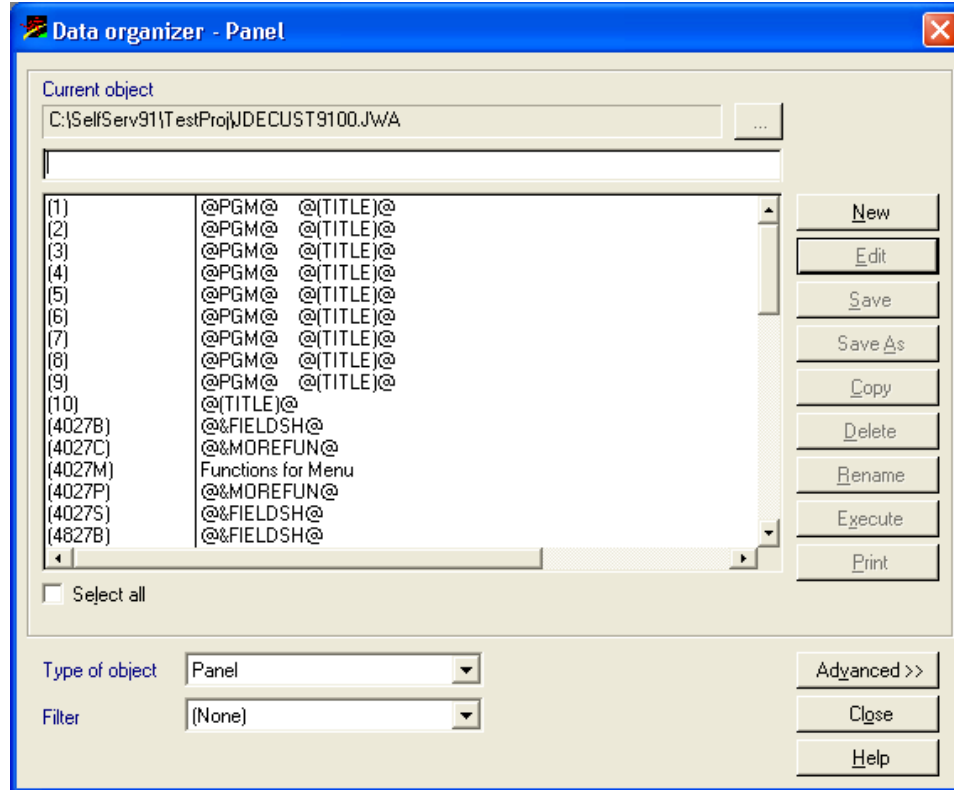 Data organizer - Panel
Current object
C:\SelfServ91\TestProj\JDECUST9100.JWA
...
(1) @PGM@ @(TITLE)@
(2) @PGM@ @(TITLE)@
(3) @PGM@ @(TITLE)@
(4) @PGM@ @(TITLE)@
(5) @PGM@ @(TITLE)@
(6) @PGM@ @(TITLE)@
(7) @PGM@ @(TITLE)@
(8) @PGM@ @(TITLE)@
(9) @PGM@ @(TITLE)@
(10) @(TITLE)@
(4027B) @&FIELDSH@
(4027C) @&MOREFUN@
(4027M) Functions for Menu
(4027P) @&MOREFUN@
(4027S) @&FIELDSH@
(4827B) @&FIELDSH@
New
Edit
Save
Save As
Copy
Delete
Rename
Execute
Print
Select all
Type of object Panel
Filter (None)
Advanced >>
Close
Help